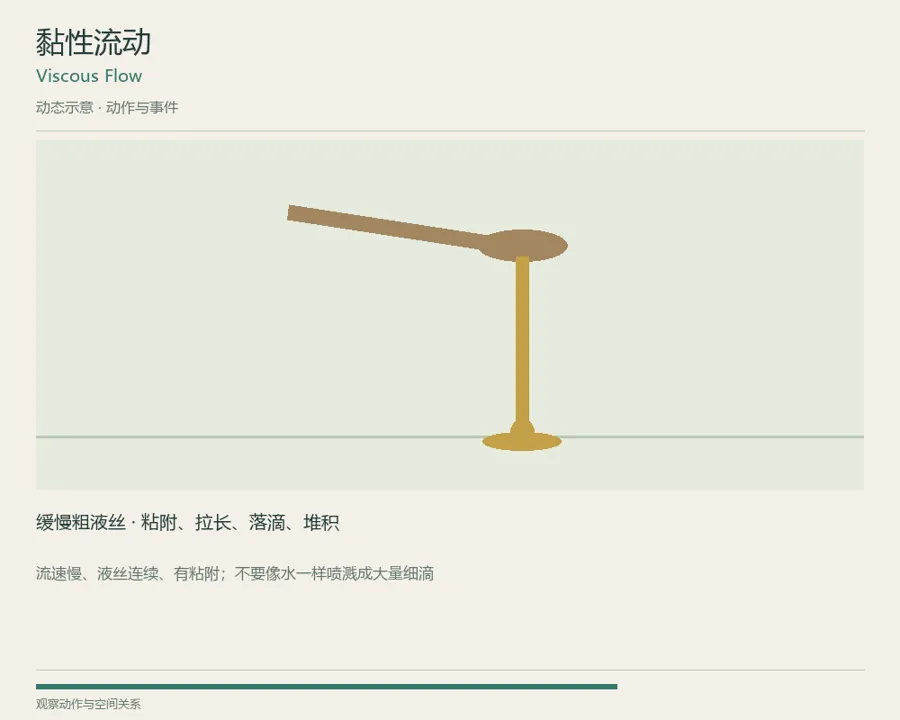 黏性流动
Viscous Flow
动态示意 · 动作与事件
缓慢粗液丝 · 粘附、拉长、落滴、堆积
流速慢、液丝连续、有粘附；不要像水一样喷溅成大量细滴
观察动作与空间关系